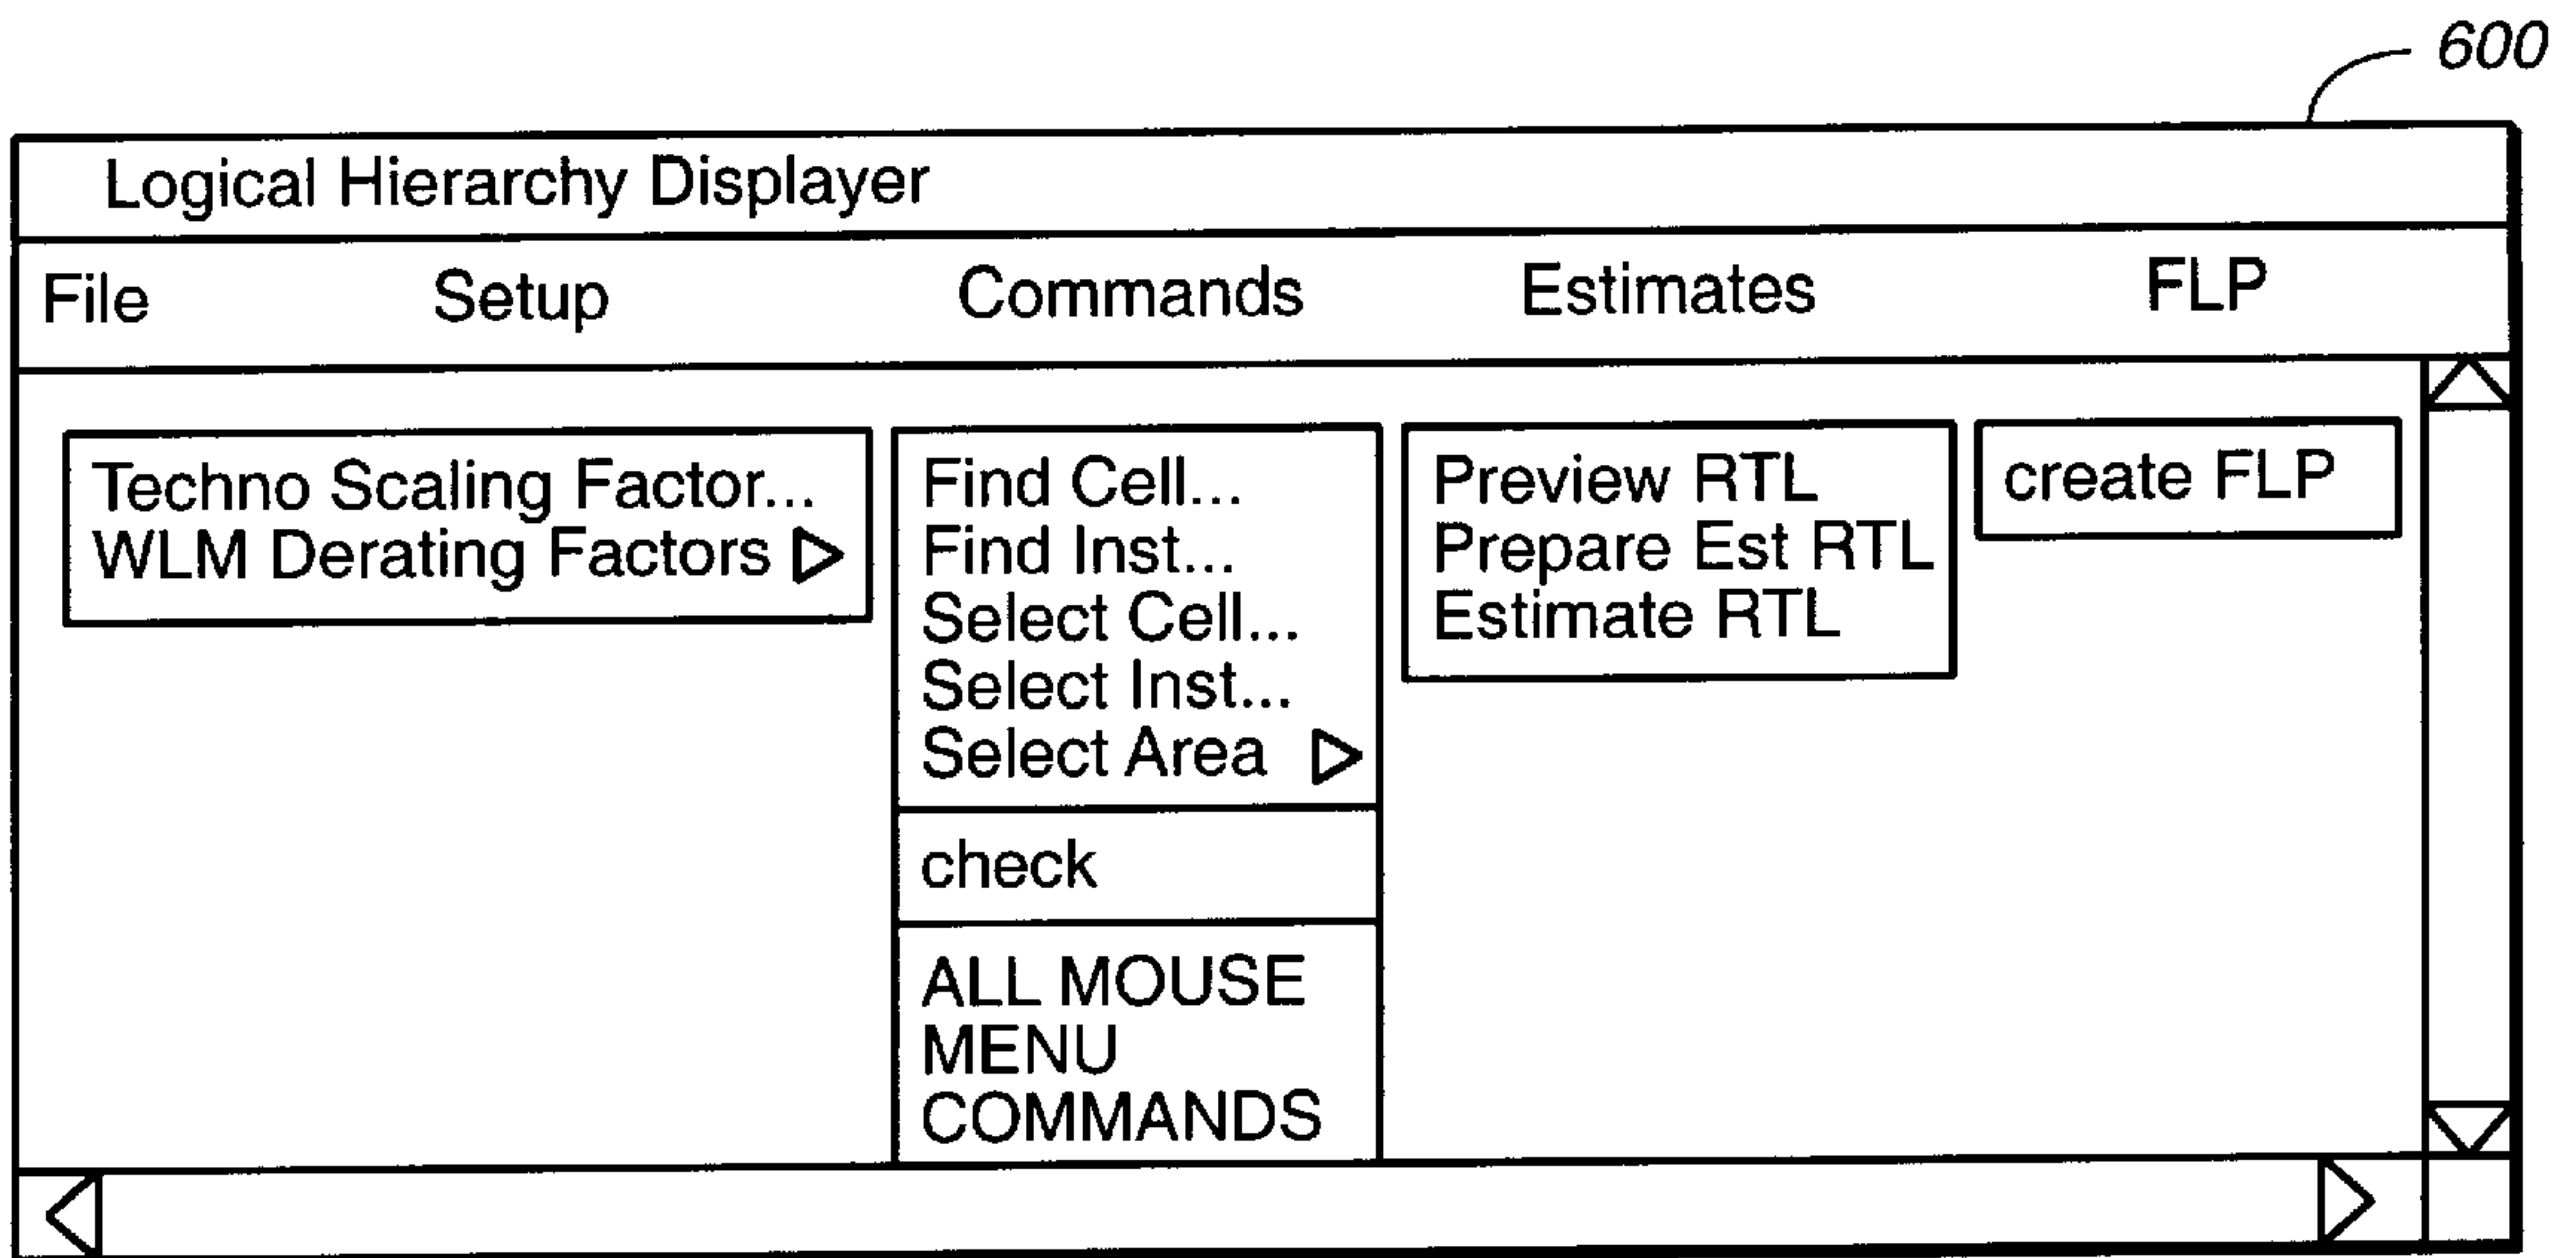 600
Logical Hierarchy Displayer
File Setup Commands Estimates FLP
Techno Scaling Factor...
WLM Derating Factors
Find Cell...
Find Inst...
Select Cell...
Select Inst...
Select Area
check
ALL MOUSE
MENU
COMMANDS
Preview RTL
Prepare Est RTL
Estimate RTL
create FLP